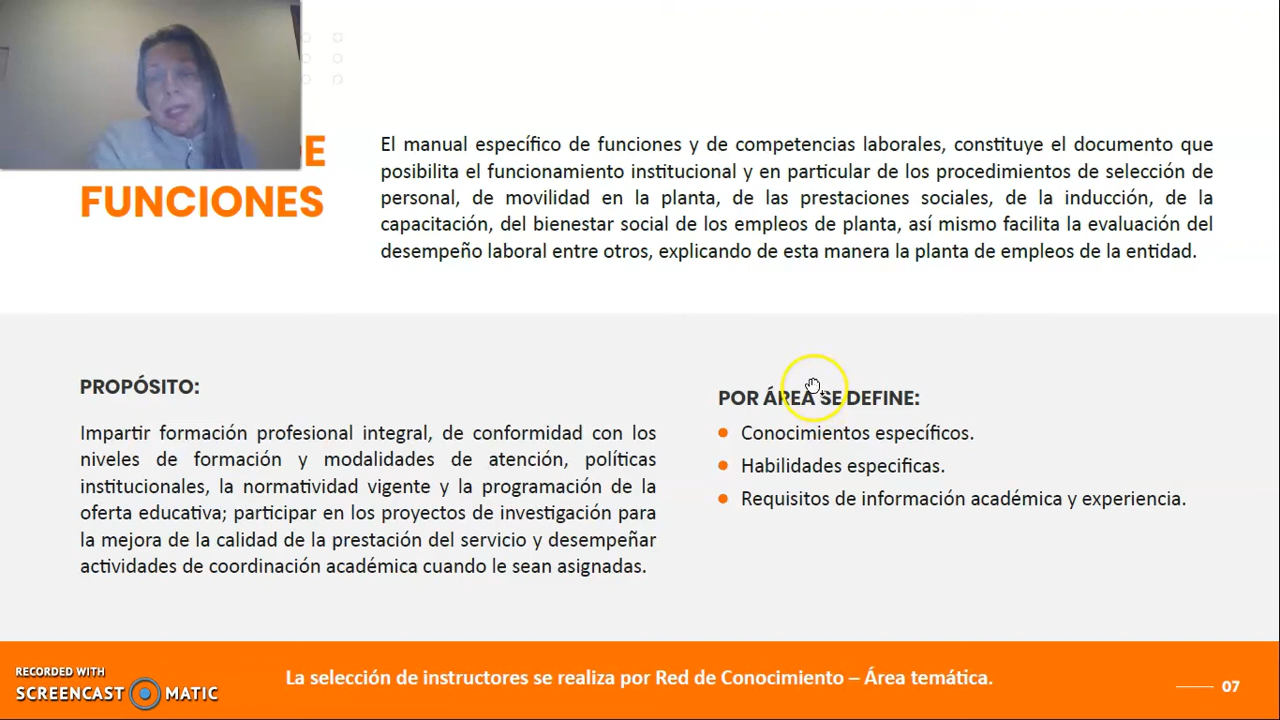 E
FUNCIONES
El manual específico de funciones y de competencias laborales, constituye el documento que
posibilita el funcionamiento institucional y en particular de los procedimientos de selección de
personal, de movilidad en la planta, de las prestaciones sociales, de la inducción, de la
capacitación, del bienestar social de los empleos de planta, así mismo facilita la evaluación del
desempeño laboral entre otros, explicando de esta manera la planta de empleos de la entidad.
PROPÓSITO:
Impartir formación profesional integral, de conformidad con los
niveles de formación y modalidades de atención, políticas
institucionales, la normatividad vigente y la programación de la
oferta educativa; participar en los proyectos de investigación para
la mejora de la calidad de la prestación del servicio y desempeñar
actividades de coordinación académica cuando le sean asignadas.
POR ÁREA SE DEFINE:
Conocimientos específicos.
Habilidades especificas.
Requisitos de información académica y experiencia.
La selección de instructores se realiza por Red de Conocimiento – Área temática.
07
RECORDED WITH
SCREENCAST MATIC